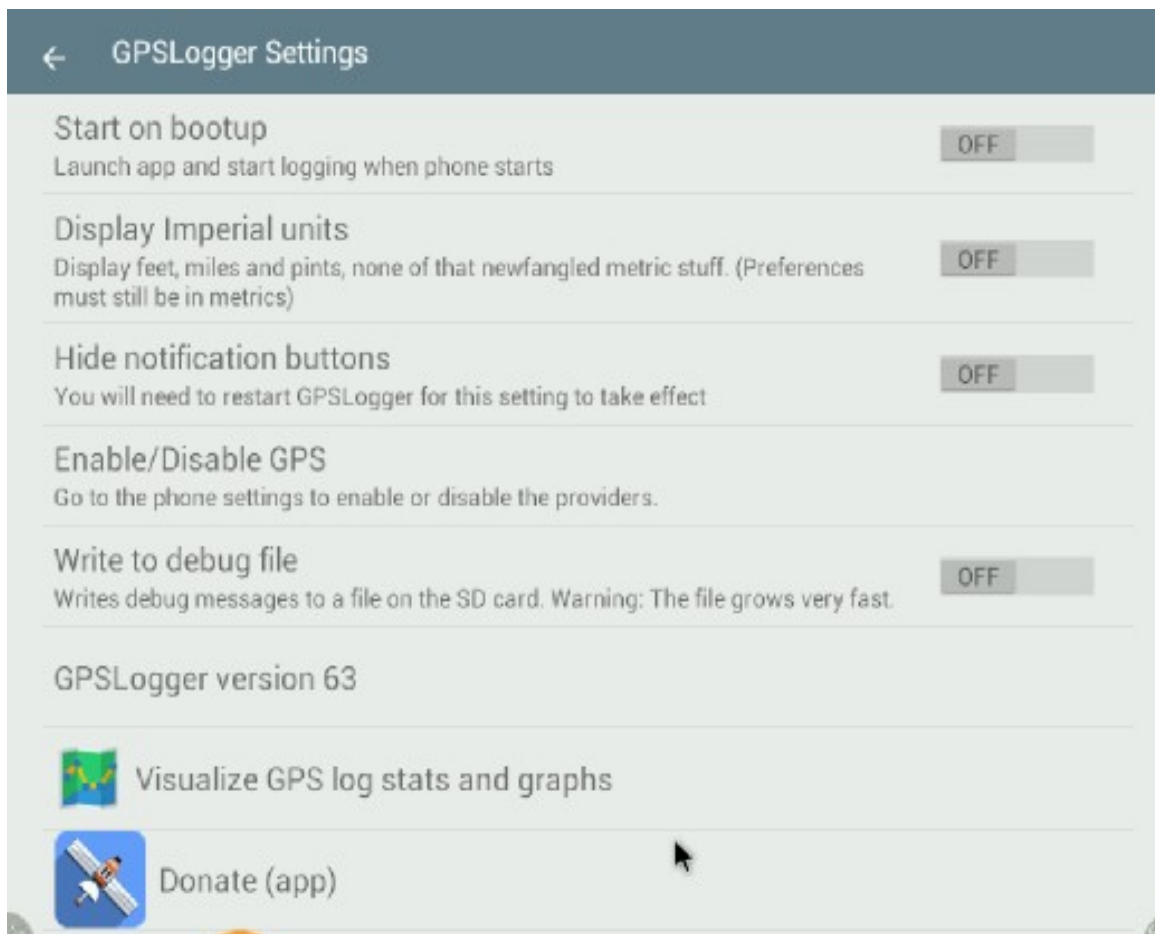 GPSLogger Settings
Start on bootup
Launch app and start logging when phone starts
OFF
Display Imperial units
Display feet, miles and pints, none of that newfangled metric stuff. (Preferences
must still be in metrics)
OFF
Hide notification buttons
You will need to restart GPSLogger for this setting to take effect
OFF
Enable/Disable GPS
Go to the phone settings to enable or disable the providers.
Write to debug file
Writes debug messages to a file on the SD card. Warning: The file grows very fast.
OFF
GPSLogger version 63
Visualize GPS log stats and graphs
Donate (app)